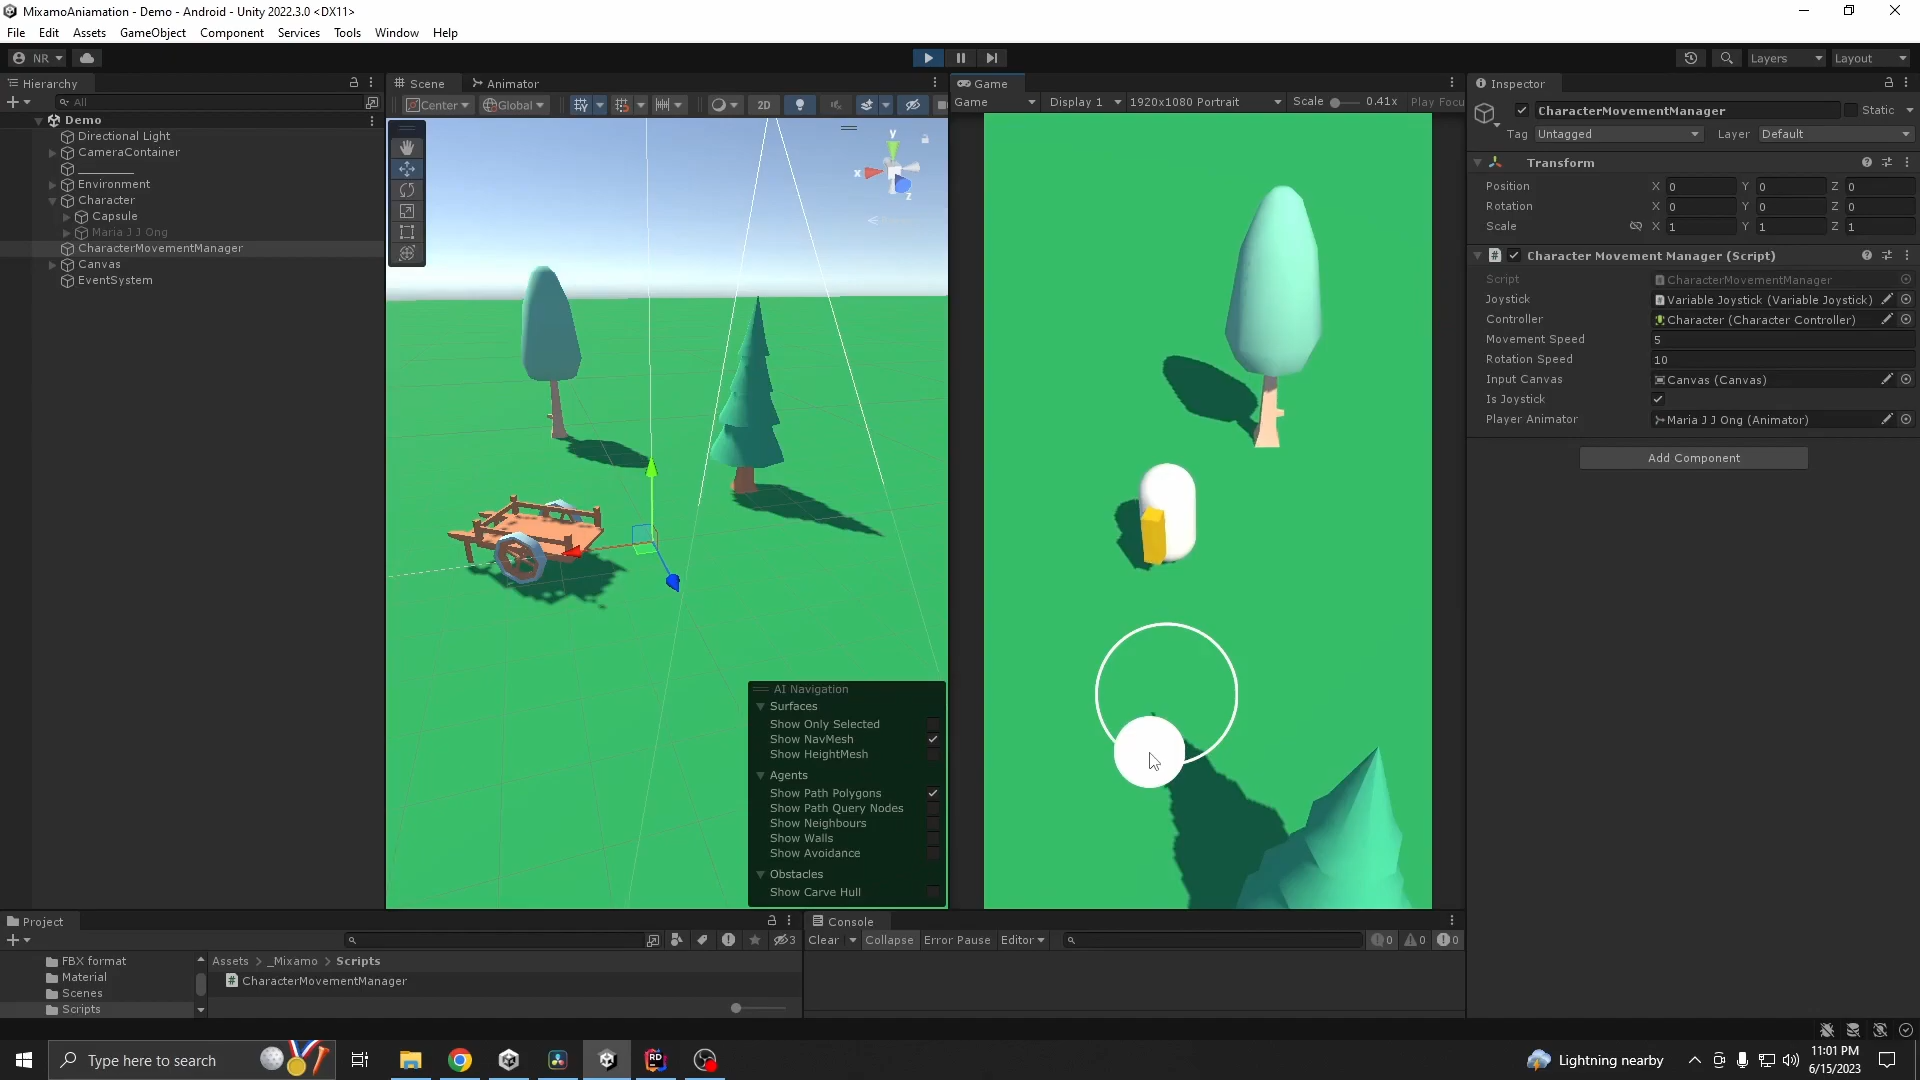 MixamoAniamation - Demo - Android - Unity 2022.3.0 <DX11>
File Edit Assets GameObject Component Services Tools Window Help
NR
Layers Layout
Hierarchy
All
Demo
Directional Light
CameraContainer
_________
Environment
Character
Capsule
Maria J J Ong
CharacterMovementManager
Canvas
EventSystem
Scene Animator
Center Global 2D
y
x
z
AI Navigation
Surfaces
Show Only Selected
Show NavMesh
Show HeightMesh
Agents
Show Path Polygons
Show Path Query Nodes
Show Neighbours
Show Walls
Show Avoidance
Obstacles
Show Carve Hull
Game
Game Display 1 1920x1080 Portrait Scale 0.41x Play Focu
Inspector
CharacterMovementManager Static
Tag Untagged Layer Default
Transform
Position X 0 Y 0 Z 0
Rotation X 0 Y 0 Z 0
Scale X 1 Y 1 Z 1
Character Movement Manager (Script)
Script CharacterMovementManager
Joystick Variable Joystick (Variable Joystick)
Controller Character (Character Controller)
Movement Speed 5
Rotation Speed 10
Input Canvas Canvas (Canvas)
Is Joystick
Player Animator Maria J J Ong (Animator)
Add Component
Project
3
FBX format
Material
Scenes
Scripts
Assets > _Mixamo > Scripts
CharacterMovementManager
Console
Clear Collapse Error Pause Editor 0 0 0
Type here to search
RD
Lightning nearby
11:01 PM
6/15/2023